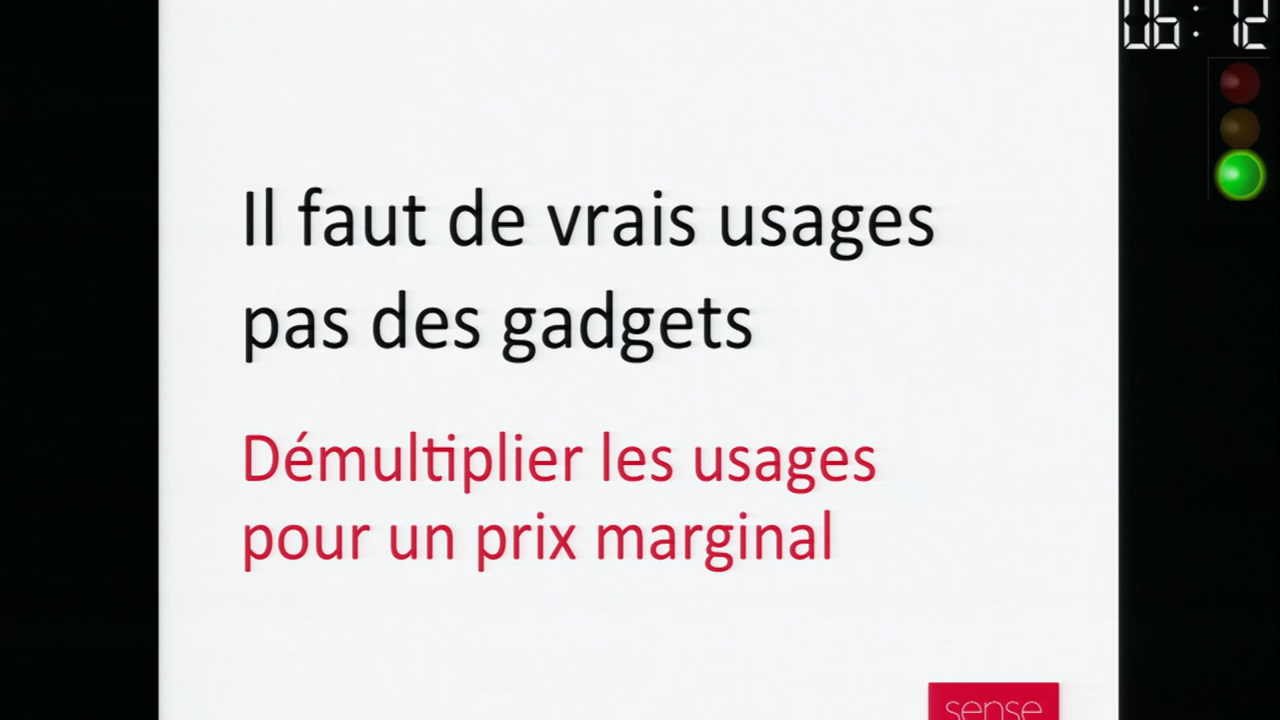 06:12
Il faut de vrais usages
pas des gadgets
Démultiplier les usages
pour un prix marginal
sense